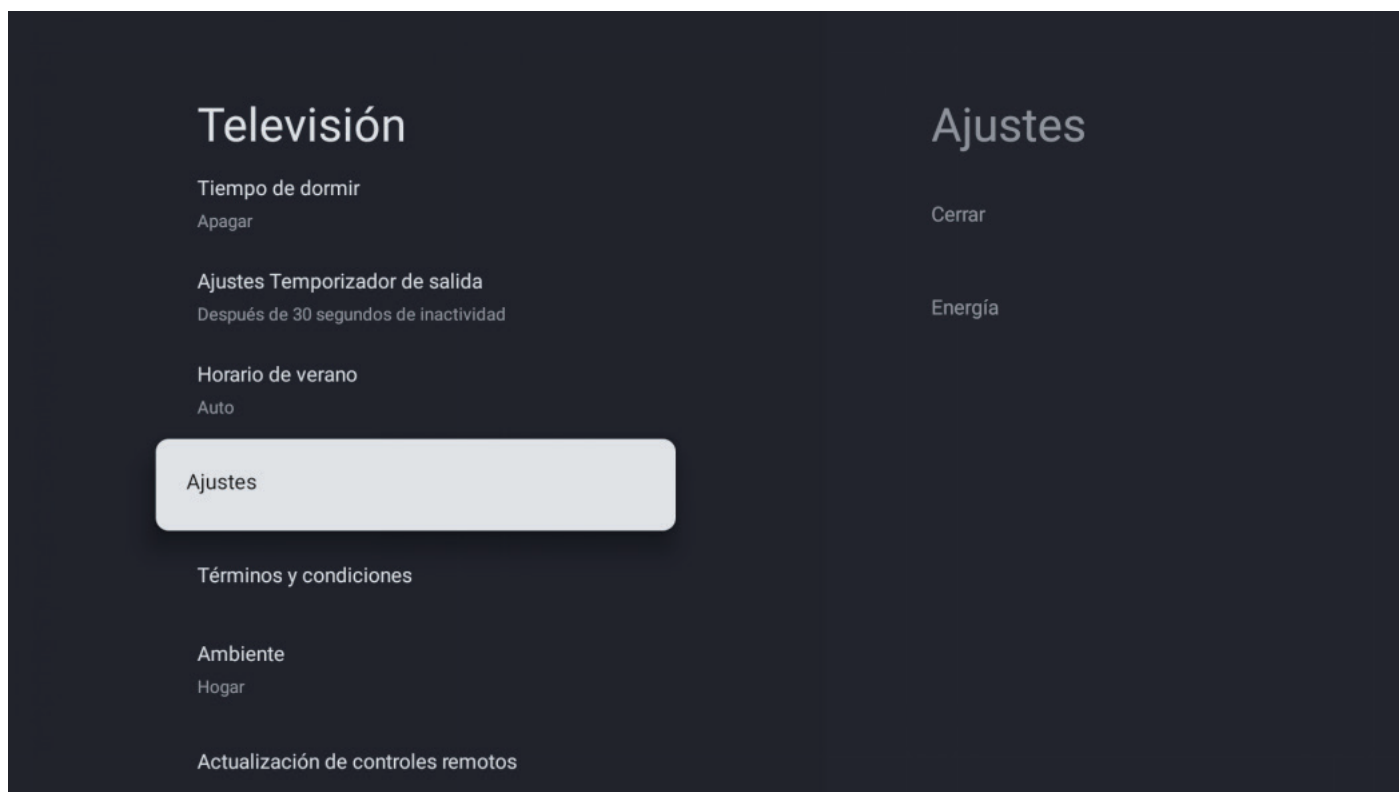 Televisión
Tiempo de dormir
Apagar
Ajustes Temporizador de salida
Después de 30 segundos de inactividad
Horario de verano
Auto
Ajustes
Términos y condiciones
Ambiente
Hogar
Actualización de controles remotos
Ajustes
Cerrar
Energía